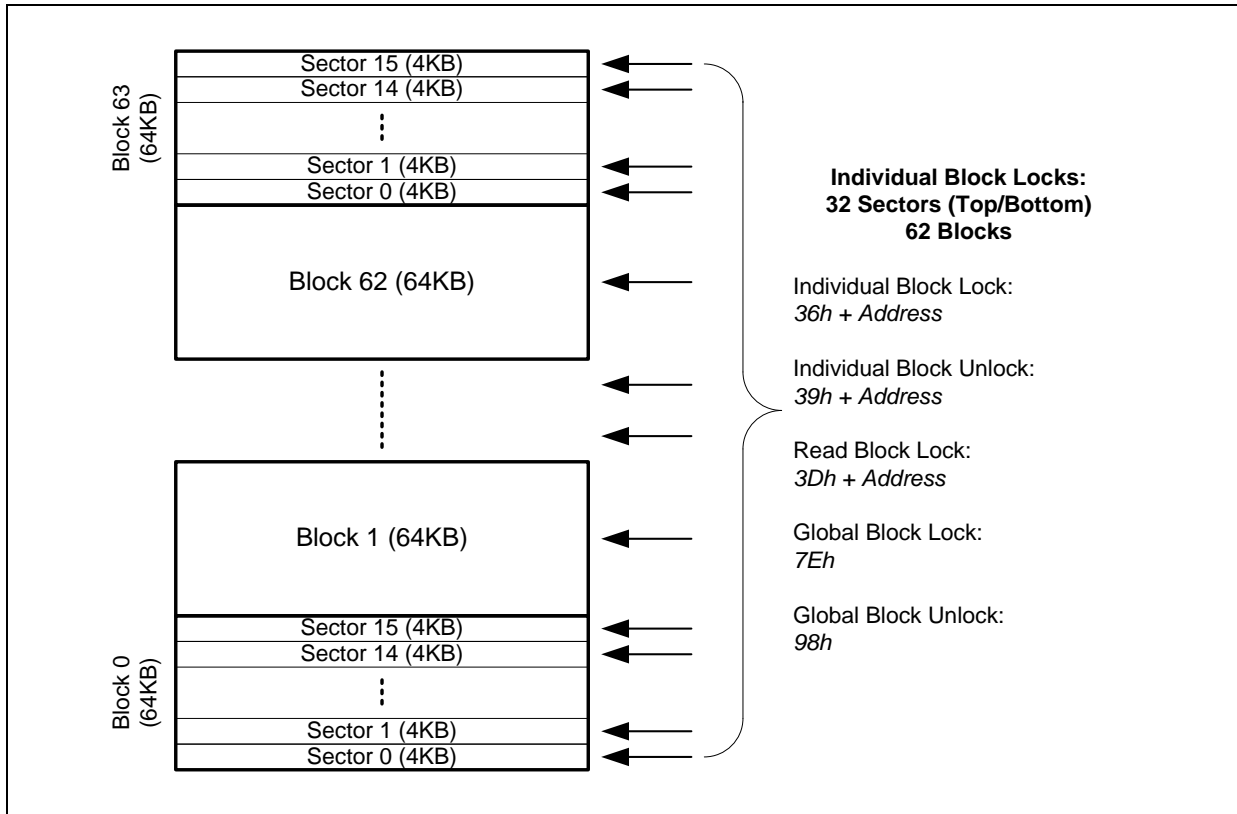 Block 63
(64KB)
Sector 15 (4KB)
Sector 14 (4KB)
Sector 1 (4KB)
Sector 0 (4KB)
Block 62 (64KB)
Block 1 (64KB)
Block 0
(64KB)
Sector 15 (4KB)
Sector 14 (4KB)
Sector 1 (4KB)
Sector 0 (4KB)
Individual Block Locks:
32 Sectors (Top/Bottom)
62 Blocks
Individual Block Lock:
36h + Address
Individual Block Unlock:
39h + Address
Read Block Lock:
3Dh + Address
Global Block Lock:
7Eh
Global Block Unlock:
98h